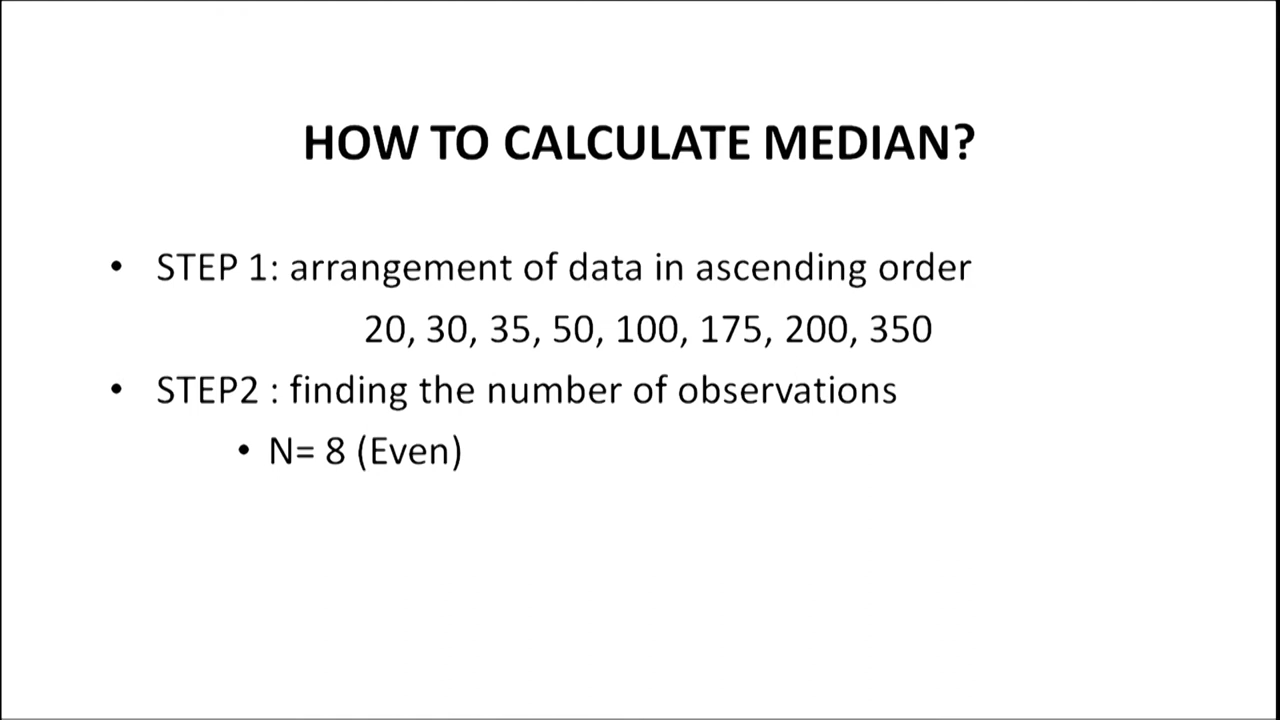 HOW TO CALCULATE MEDIAN?
• STEP 1: arrangement of data in ascending order
20, 30, 35, 50, 100, 175, 200, 350
• STEP2 : finding the number of observations
• N= 8 (Even)